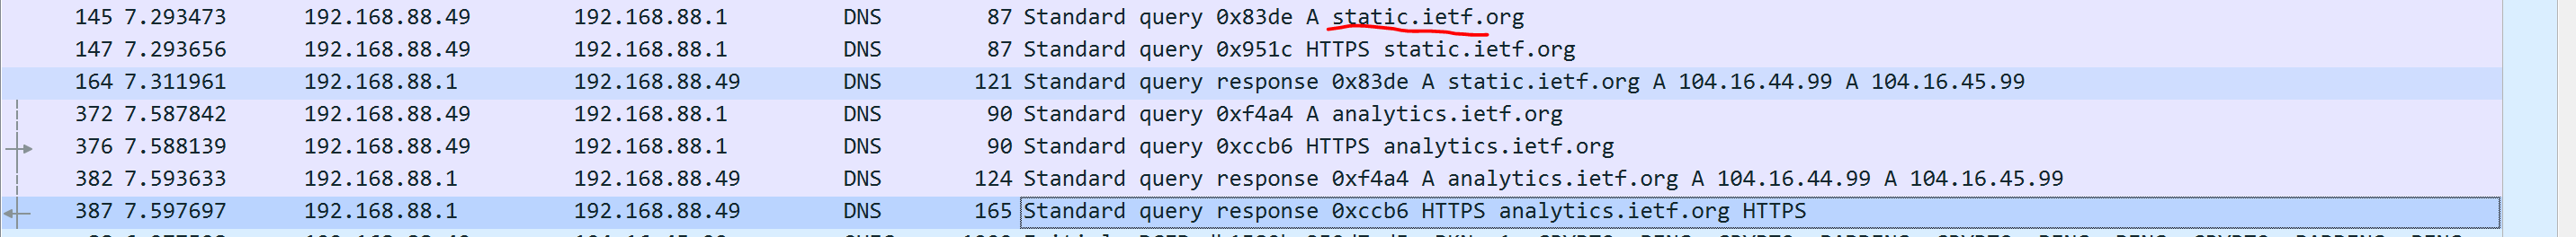 145 7.293473 192.168.88.49 192.168.88.1 DNS 87 Standard query 0x83de A static.ietf.org
147 7.293656 192.168.88.49 192.168.88.1 DNS 87 Standard query 0x951c HTTPS static.ietf.org
164 7.311961 192.168.88.1 192.168.88.49 DNS 121 Standard query response 0x83de A static.ietf.org A 104.16.44.99 A 104.16.45.99
372 7.587842 192.168.88.49 192.168.88.1 DNS 90 Standard query 0xf4a4 A analytics.ietf.org
376 7.588139 192.168.88.49 192.168.88.1 DNS 90 Standard query 0xccb6 HTTPS analytics.ietf.org
382 7.593633 192.168.88.1 192.168.88.49 DNS 124 Standard query response 0xf4a4 A analytics.ietf.org A 104.16.44.99 A 104.16.45.99
387 7.597697 192.168.88.1 192.168.88.49 DNS 165 Standard query response 0xccb6 HTTPS analytics.ietf.org HTTPS